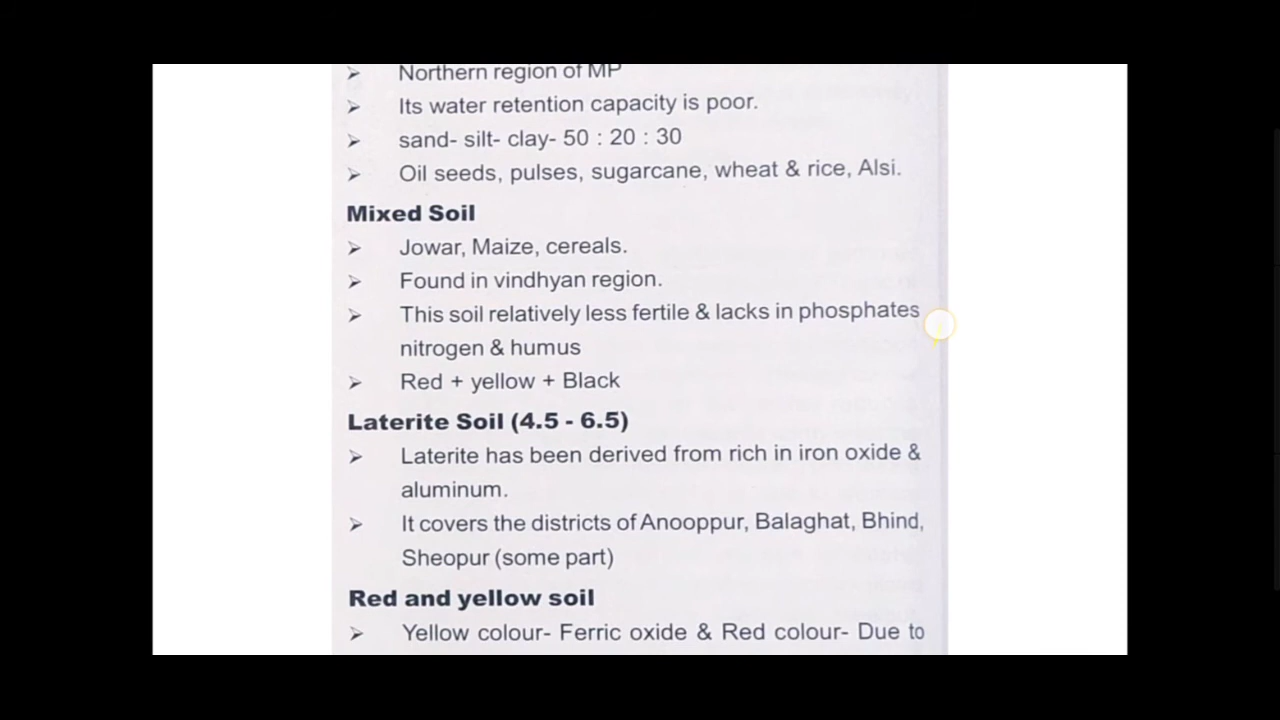 ➢ Northern region of MP
➢ Its water retention capacity is poor.
➢ sand- silt- clay- 50 : 20 : 30
➢ Oil seeds, pulses, sugarcane, wheat & rice, Alsi.
Mixed Soil
➢ Jowar, Maize, cereals.
➢ Found in vindhyan region.
➢ This soil relatively less fertile & lacks in phosphates
nitrogen & humus
➢ Red + yellow + Black
Laterite Soil (4.5 - 6.5)
➢ Laterite has been derived from rich in iron oxide &
aluminum.
➢ It covers the districts of Anooppur, Balaghat, Bhind,
Sheopur (some part)
Red and yellow soil
➢ Yellow colour- Ferric oxide & Red colour- Due to